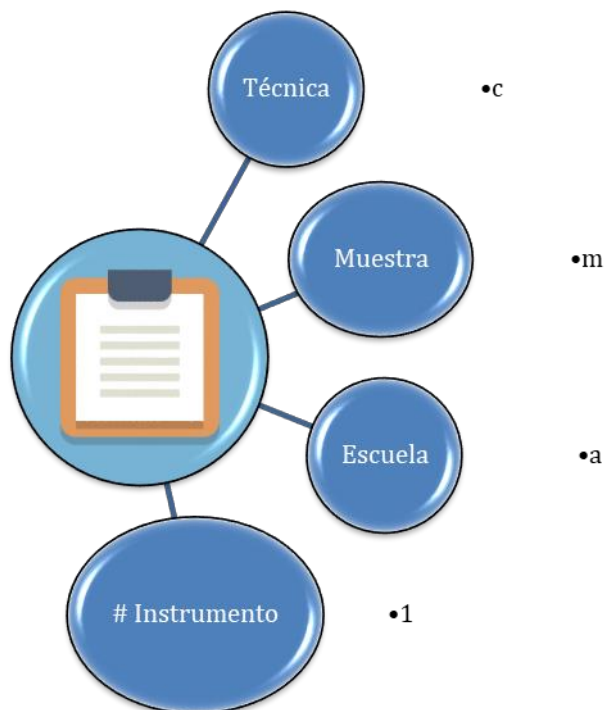 Técnica
•c
Muestra
•m
Escuela
•a
# Instrumento
•1